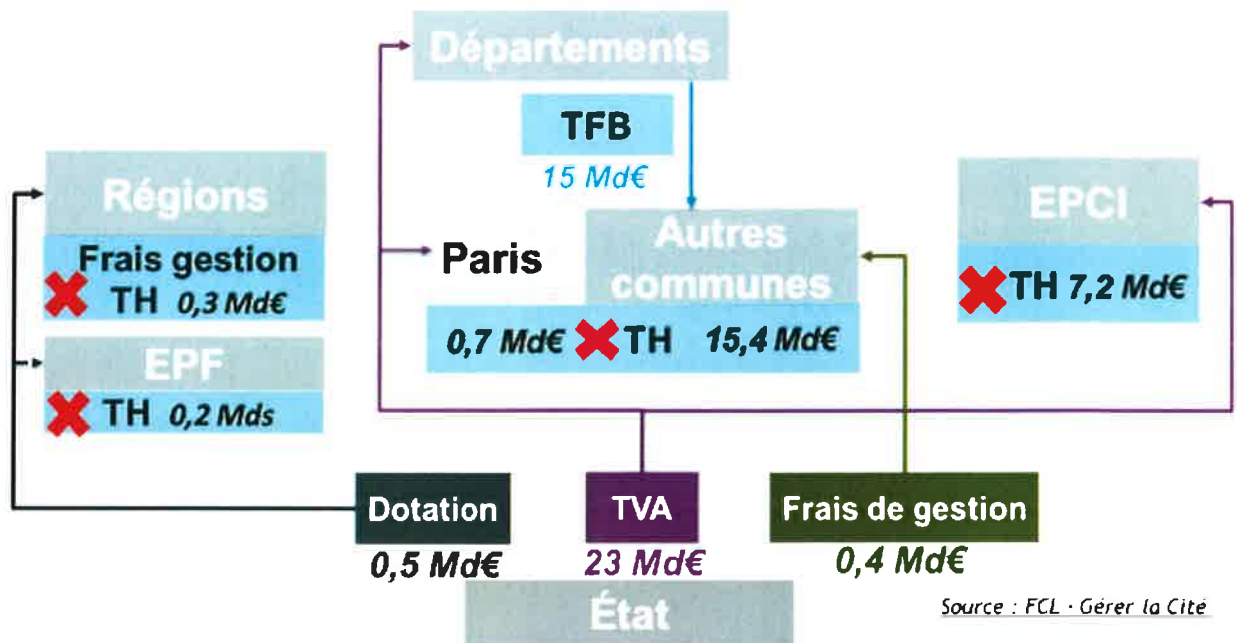 Départements
TFB
15 Md€
Régions
Frais gestion
TH 0,3 Md€
EPF
TH 0,2 Mds
Paris
Autres
communes
0,7 Md€ TH 15,4 Md€
EPCI
TH 7,2 Md€
Dotation
0,5 Md€
TVA
23 Md€
Frais de gestion
0,4 Md€
État
Source : FCL - Gérer la Cité